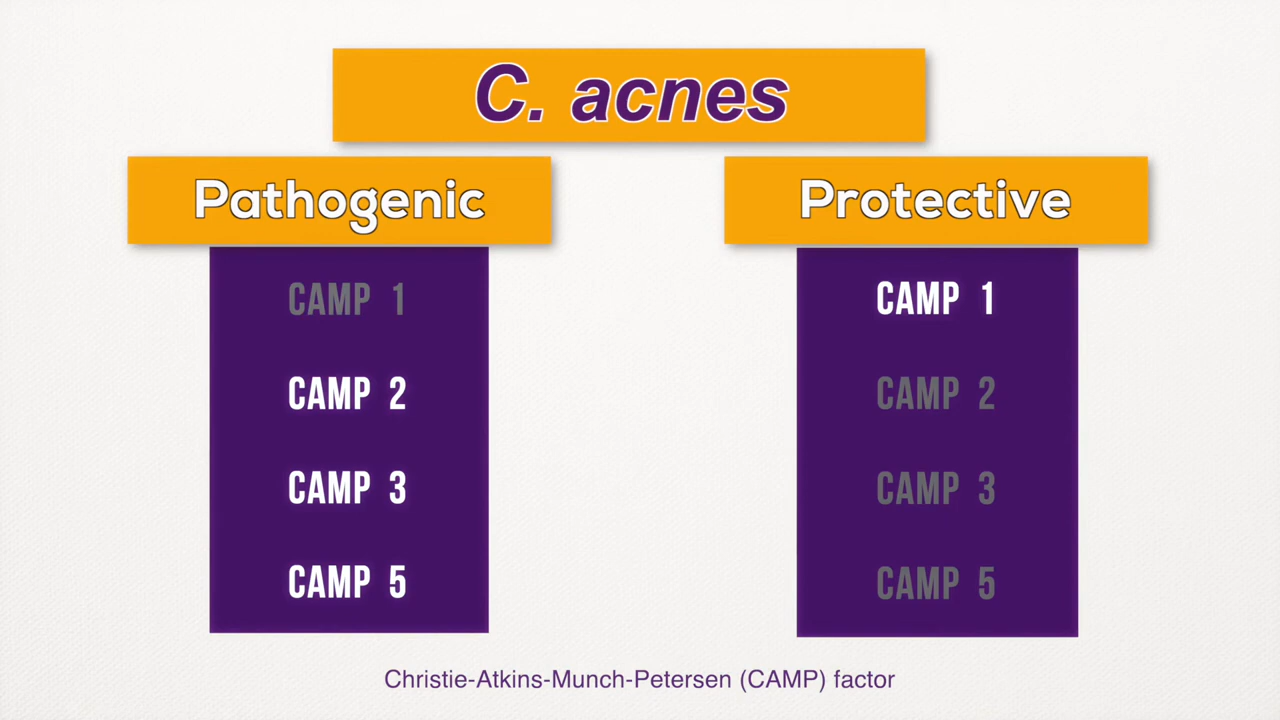 C. acnes
Pathogenic
CAMP 1
CAMP 2
CAMP 3
CAMP 5
Protective
CAMP 1
CAMP 2
CAMP 3
CAMP 5
Christie-Atkins-Munch-Petersen (CAMP) factor